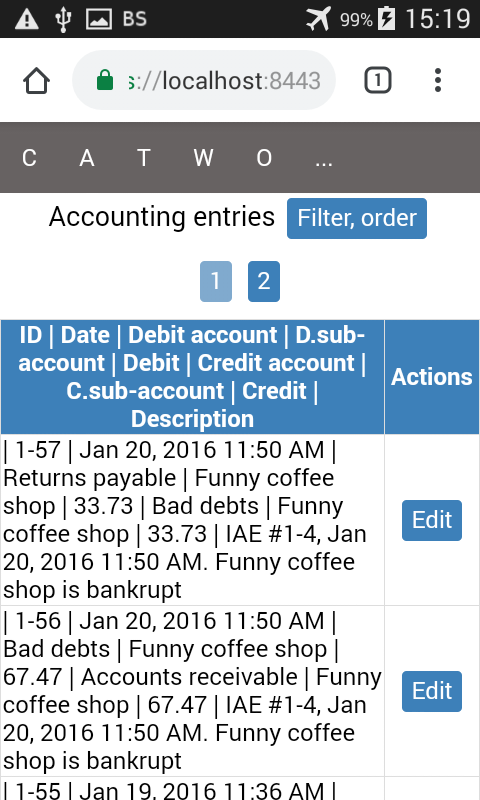 BS 99% 15:19
s://localhost:8443 1
C A T W O ...
Accounting entries Filter, order
1 2
ID | Date | Debit account | D.sub-
account | Debit | Credit account |
C.sub-account | Credit |
Description
Actions
| 1-57 | Jan 20, 2016 11:50 AM |
Returns payable | Funny coffee
shop | 33.73 | Bad debts | Funny
coffee shop | 33.73 | IAE #1-4, Jan
20, 2016 11:50 AM. Funny coffee
shop is bankrupt
Edit
| 1-56 | Jan 20, 2016 11:50 AM |
Bad debts | Funny coffee shop |
67.47 | Accounts receivable | Funny
coffee shop | 67.47 | IAE #1-4, Jan
20, 2016 11:50 AM. Funny coffee
shop is bankrupt
Edit
| 1-55 | Jan 19, 2016 11:36 AM |